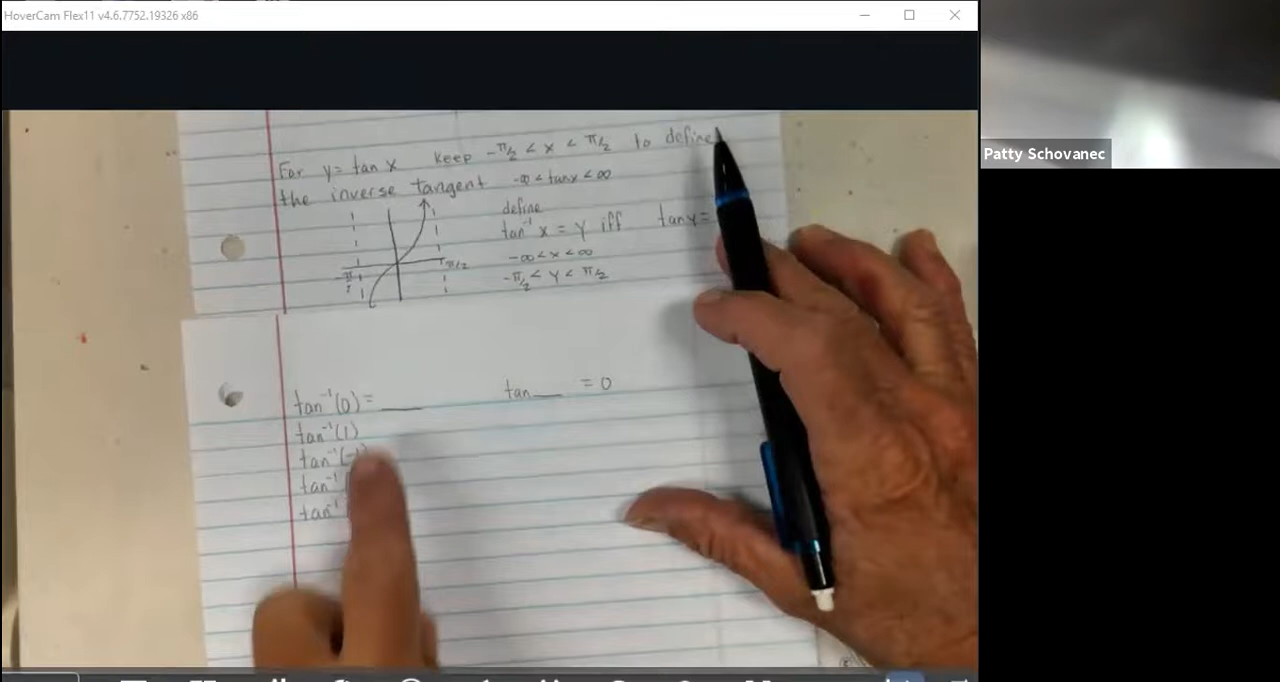 HoverCam Flex11 v4.6.7752.19326 x86
Patty Schovanec
For y= tan x keep -π/2 < x < π/2 to define
the inverse tangent -∞ < tanx < ∞
define
tan⁻¹ x = y iff tan y =
-∞ < x < ∞
-π/2 < y < π/2
π/2
tan⁻¹(0) = ___ tan ___ = 0
tan⁻¹(1)
tan⁻¹(-1)
tan⁻¹
tan⁻¹